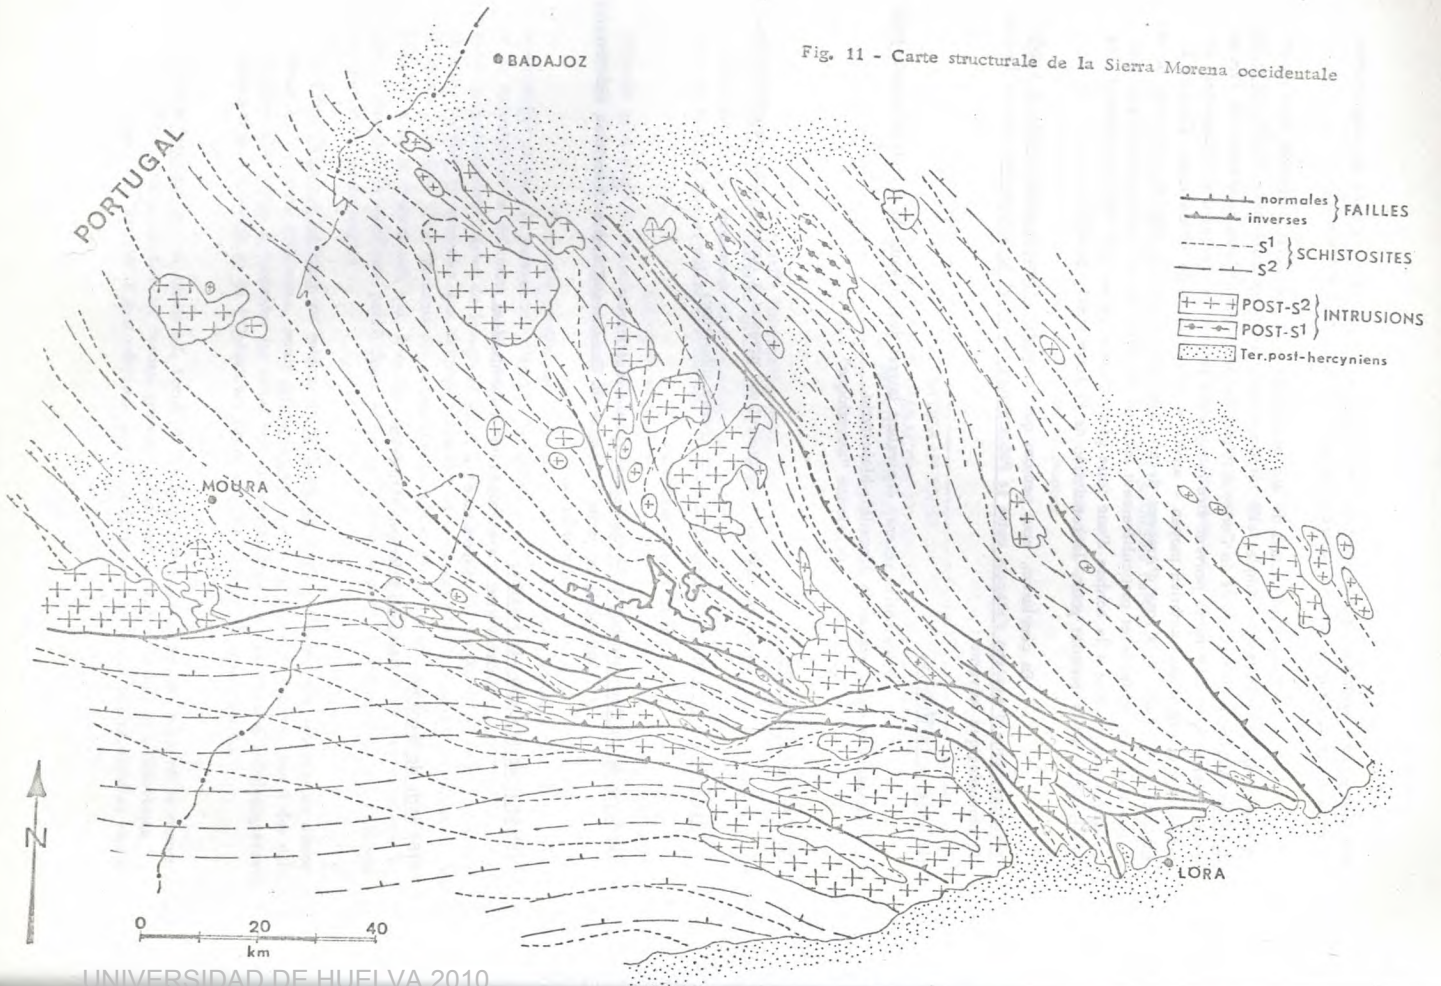 Fig. 11 - Carte structurale de la Sierra Morena occidentale
BADAJOZ
PORTUGAL
normales } FAILLES
inverses
S1 } SCHISTOSITES
S2
POST-S2 } INTRUSIONS
POST-S1
Ter.post-hercyniens
MOURA
LORA
N
0 20 40
km
UNIVERSIDAD DE HUELVA 2010